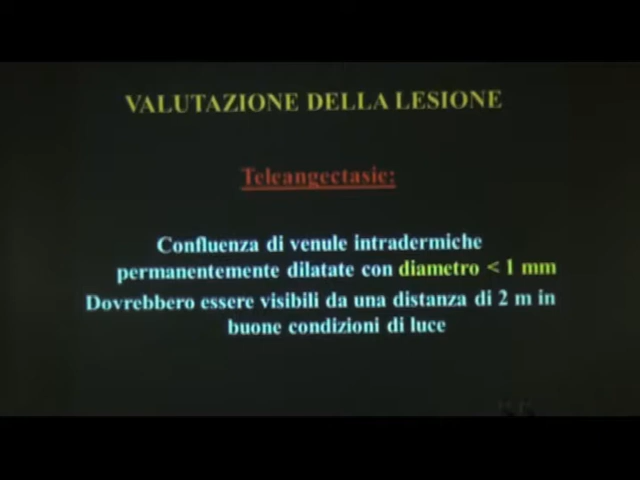 VALUTAZIONE DELLA LESIONE
Teleangectasie:
Confluenza di venule intradermiche
permanentemente dilatate con diametro < 1 mm
Dovrebbero essere visibili da una distanza di 2 m in
buone condizioni di luce